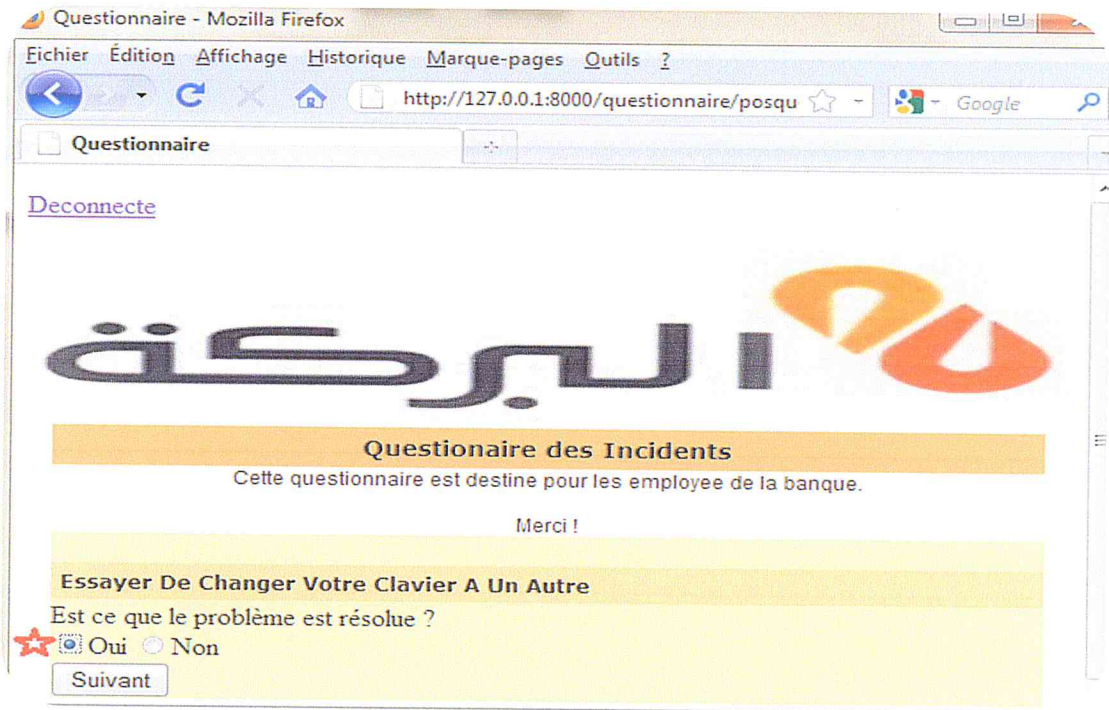 Questionnaire - Mozilla Firefox
Fichier Édition Affichage Historique Marque-pages Outils ?
http://127.0.0.1:8000/questionnaire/posqu
Google
Questionnaire
Deconnecte
البركة
Questionaire des Incidents
Cette questionnaire est destine pour les employee de la banque.
Merci !
Essayer De Changer Votre Clavier A Un Autre
Est ce que le problème est résolue ?
Oui Non
Suivant